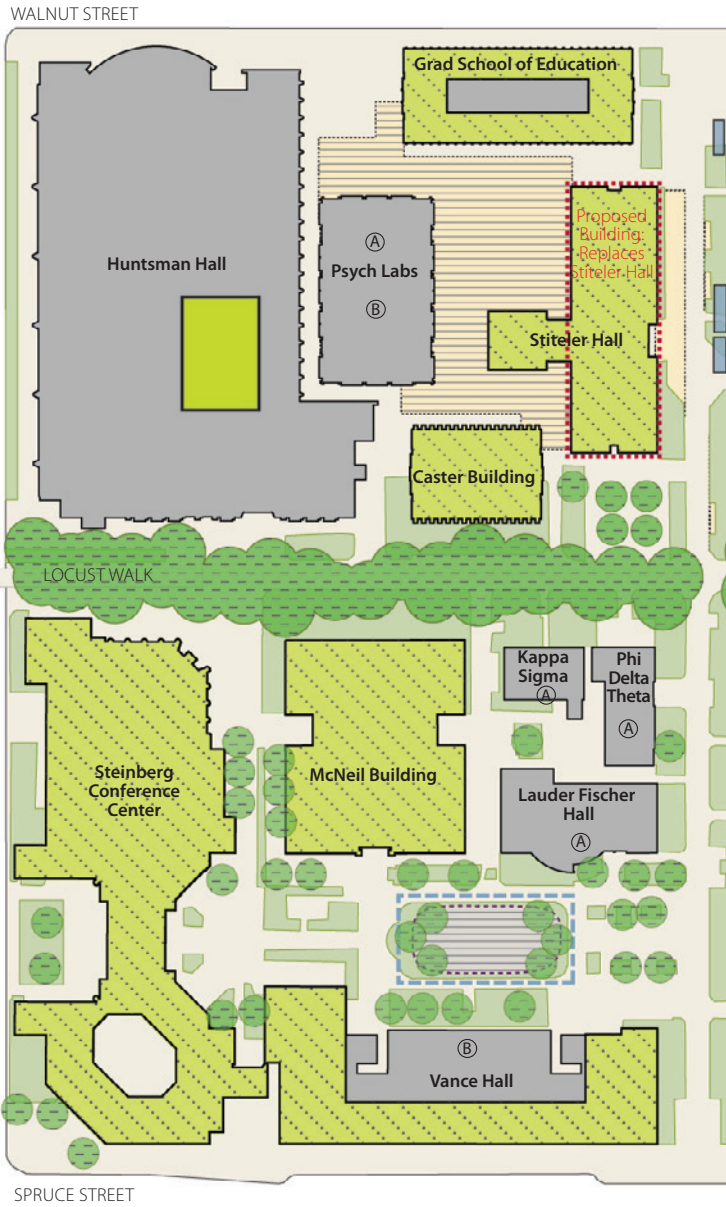 WALNUT STREET
Grad School of Education
Proposed
Building:
Replaces
Stiteler Hall
Huntsman Hall
Ⓐ
Psych Labs
Ⓑ
Stiteler Hall
Caster Building
LOCUST WALK
Kappa
Sigma
Ⓐ
Phi
Delta
Theta
Ⓐ
Steinberg
Conference
Center
McNeil Building
Lauder Fischer
Hall
Ⓐ
Ⓑ
Vance Hall
SPRUCE STREET